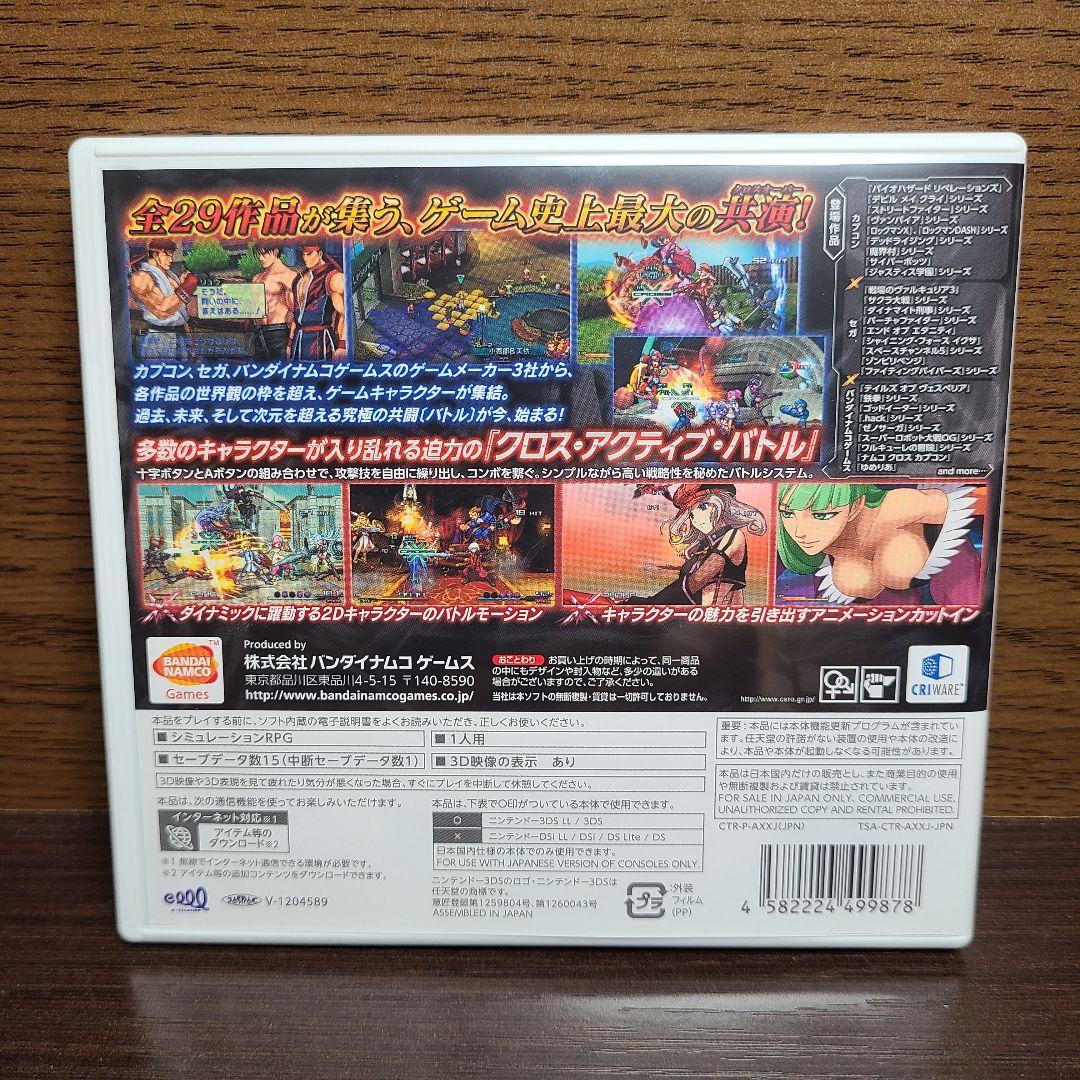 クロスオーバー
全29作品が集う、ゲーム史上最大の共演!
リュウ
そうだ。
闘いの中に、
答えはある……!
小西郎名美依
カプコン、セガ、バンダイナムコゲームスのゲームメーカー3社から、
各作品の世界観の枠を超え、ゲームキャラクターが集結。
過去、未来、そして次元を超える究極の共闘(バトル)が今、始まる!
多数のキャラクターが入り乱れる迫力の『クロス・アクティブ・バトル』
十字ボタンとAボタンの組み合わせで、攻撃技を自由に繰り出し、コンボを繋ぐ。シンプルながら高い戦略性を秘めたバトルシステム。
登場作品
カプコン
『バイオハザード リベレーションズ』
『デビル メイ クライ』シリーズ
『ストリートファイター』シリーズ
『ヴァンパイア』シリーズ
『ロックマンX』、『ロックマンDASH』シリーズ
『デッドライジング』シリーズ
『魔界村』シリーズ
『サイバーボッツ』
『ジャスティス学園』シリーズ
セガ
『戦場のヴァルキュリア3』
『サクラ大戦』シリーズ
『ダイナマイト刑事』シリーズ
『バーチャファイター』シリーズ
『エンド オブ エタニティ』
『シャイニング・フォース イクサ』
『スペースチャンネル5』シリーズ
『ゾンビリベンジ』
『ファイティングバイパーズ』シリーズ
バンダイナムコゲームス
『テイルズ オブ ヴェスペリア』
『鉄拳』シリーズ
『ゴッドイーター』シリーズ
『.hack』シリーズ
『ゼノサーガ』シリーズ
『スーパーロボット大戦OG』シリーズ
『ワルキューレの冒険』シリーズ
『ナムコ クロス カプコン』
『ゆめりあ』
and more…
HIT
ダイナミックに躍動する2Dキャラクターのバトルモーション
キャラクターの魅力を引き出すアニメーションカットイン
BANDAI
NAMCO
Games
TM
Produced by
株式会社 バンダイナムコ ゲームス
東京都品川区東品川4-5-15 〒140-8590
http://www.bandainamcogames.co.jp/
おことわり お買い上げの時期によって、同一商品
の中にもデザインや封入物など、多少の違いがある
場合がございますので、ご了承ください。
当社は本ソフトの無断複製・賃貸は一切許可しておりません。
http://www.cero.gr.jp/
CRIWARE™
本品をプレイする前に、ソフト内蔵の電子説明書をよくお読みいただき、正しくお使いください。
■シミュレーションRPG
■1人用
■セーブデータ数15(中断セーブデータ数1)
■3D映像の表示 あり
3D映像や3D表現を見て疲れたり気分が悪くなった場合、すぐにプレイを中断して休憩してください。
本品は、次の通信機能を使ってお楽しみいただけます。
インターネット対応※1
アイテム等の
ダウンロード※2
※1 無線でインターネット通信できる環境が必要です。
※2 アイテム等の追加コンテンツをダウンロードできます。
e-License
JASRAC
V-1204589
本品は、下表で○印がついている本体で使用できます。
○ ニンテンドー3DS LL / 3DS
× ニンテンドーDSi LL / DSi / DS Lite / DS
日本国内仕様の本体でのみ使用できます。
FOR USE WITH JAPANESE VERSION OF CONSOLES ONLY.
ニンテンドー3DSのロゴ・ニンテンドー3DSは
任天堂の商標です。
意匠登録第1259804号、第1260043号
ASSEMBLED IN JAPAN
プラ
:外装
フィルム
(PP)
重要:本品には本体機能更新プログラムが含まれてい
ます。任天堂の許諾がない装置の使用や本体の改造に
より、本品や本体が起動しなくなる可能性があります。
本品は日本国内だけの販売とし、また商業目的の使用
や無断複製および賃貸は禁止されています。
FOR SALE IN JAPAN ONLY. COMMERCIAL USE,
UNAUTHORIZED COPY AND RENTAL PROHIBITED.
CTR-P-AXXJ(JPN)
TSA-CTR-AXXJ-JPN
4 582224 499878